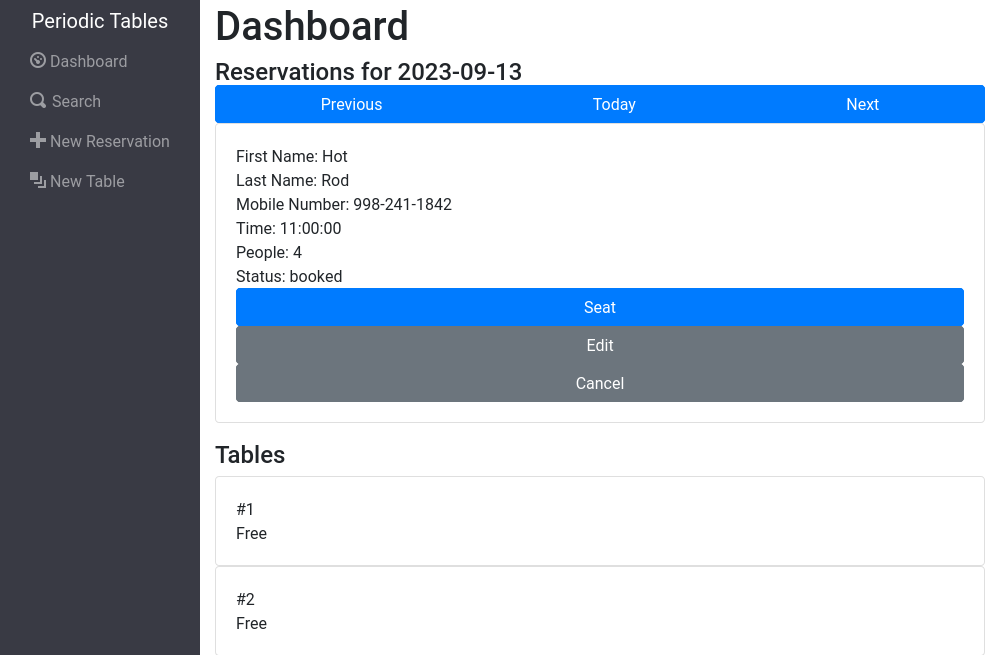 Periodic Tables
Dashboard
Search
New Reservation
New Table
Dashboard
Reservations for 2023-09-13
Previous Today Next
First Name: Hot
Last Name: Rod
Mobile Number: 998-241-1842
Time: 11:00:00
People: 4
Status: booked
Seat
Edit
Cancel
Tables
#1
Free
#2
Free